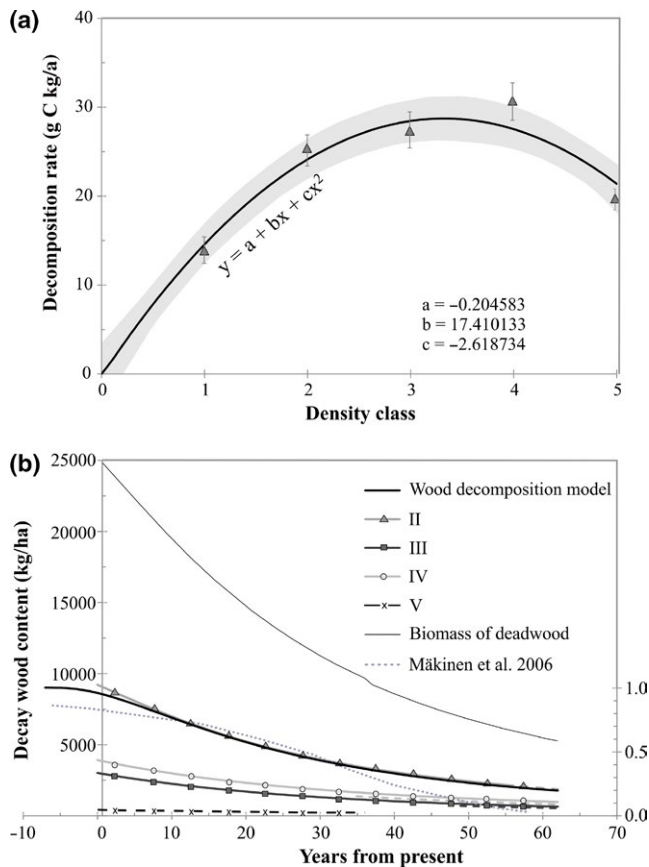 (a)
40
30
20
10
0
Decomposition rate (g C kg/a)
y = a + bx + cx²
a = −0.204583
b = 17.410133
c = −2.618734
0 1 2 3 4 5
Density class
(b)
25000
20000
15000
10000
5000
Decay wood content (kg/ha)
Wood decomposition model
II
III
IV
V
Biomass of deadwood
Mäkinen et al. 2006
1.0
0.5
0.0
−10 0 10 20 30 40 50 60 70
Years from present